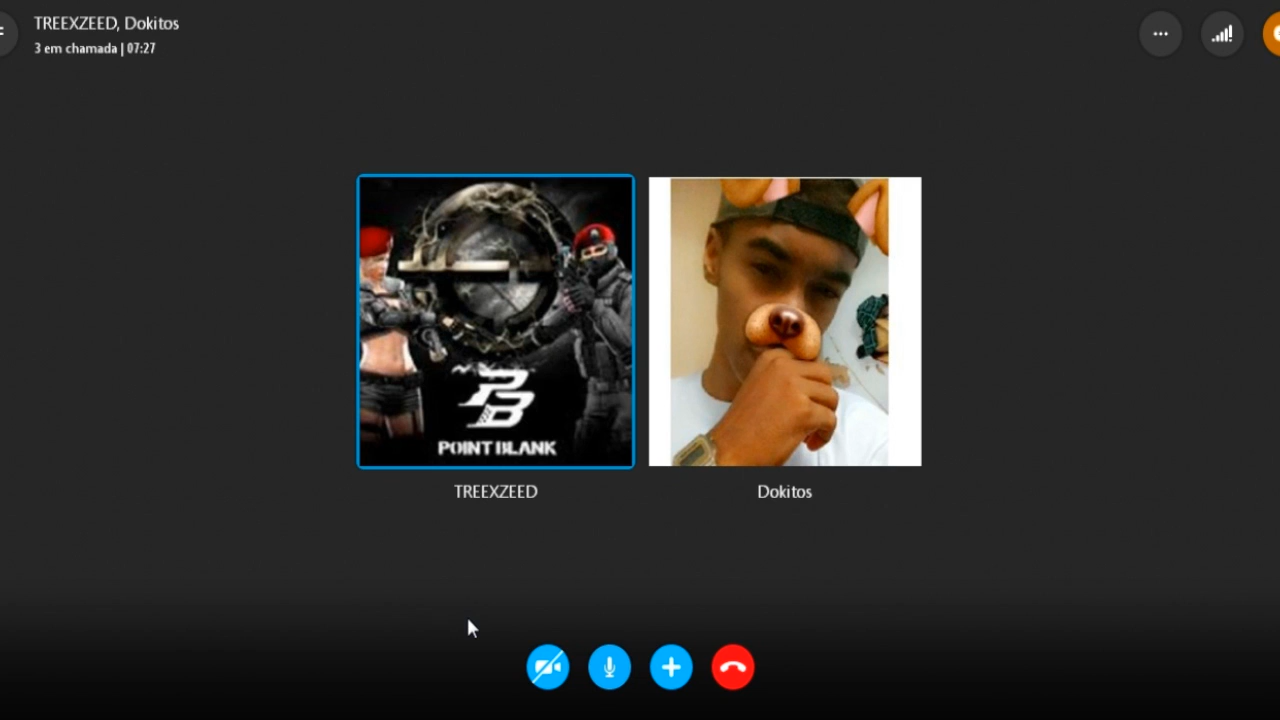 TREEXZEED, Dokitos
3 em chamada | 07:27
PB
POINT BLANK
TREEXZEED
Dokitos